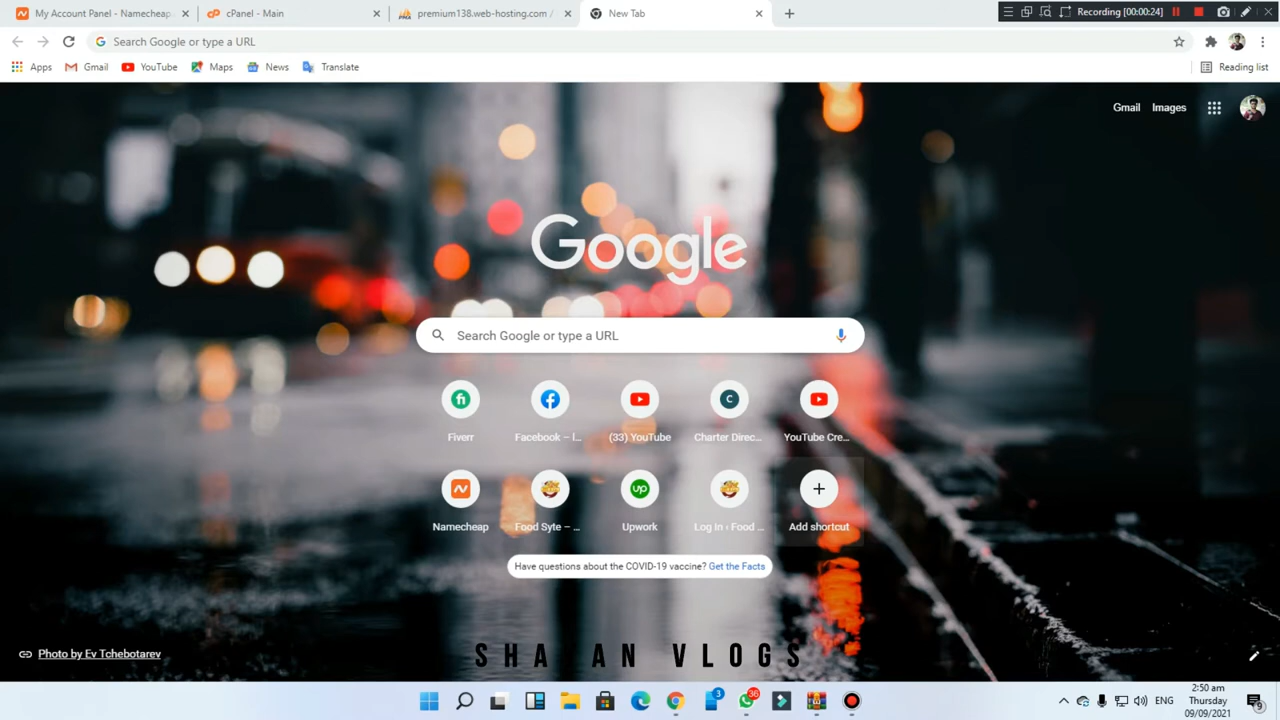 My Account Panel - Namecheap
cPanel - Main
premium138.web-hosting.com /
New Tab
Recording [00:00:24]
Search Google or type a URL
Apps
Gmail
YouTube
Maps
News
Translate
Reading list
Gmail
Images
Google
Search Google or type a URL
Fiverr
Facebook – l...
(33) YouTube
Charter Direc...
YouTube Cre...
Namecheap
Food Syte – ...
Upwork
Log In ‹ Food ...
Add shortcut
Have questions about the COVID-19 vaccine? Get the Facts
Photo by Ev Tchebotarev
SHA AN VLOGS
3
36
ENG
2:50 am
Thursday
09/09/2021
9